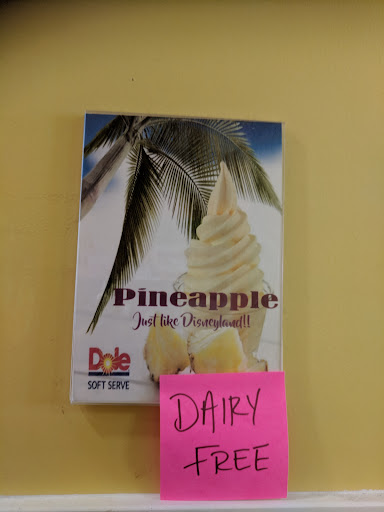 Pineapple
Just like Disneyland!!
Dole
SOFT SERVE
DAIRY
FREE